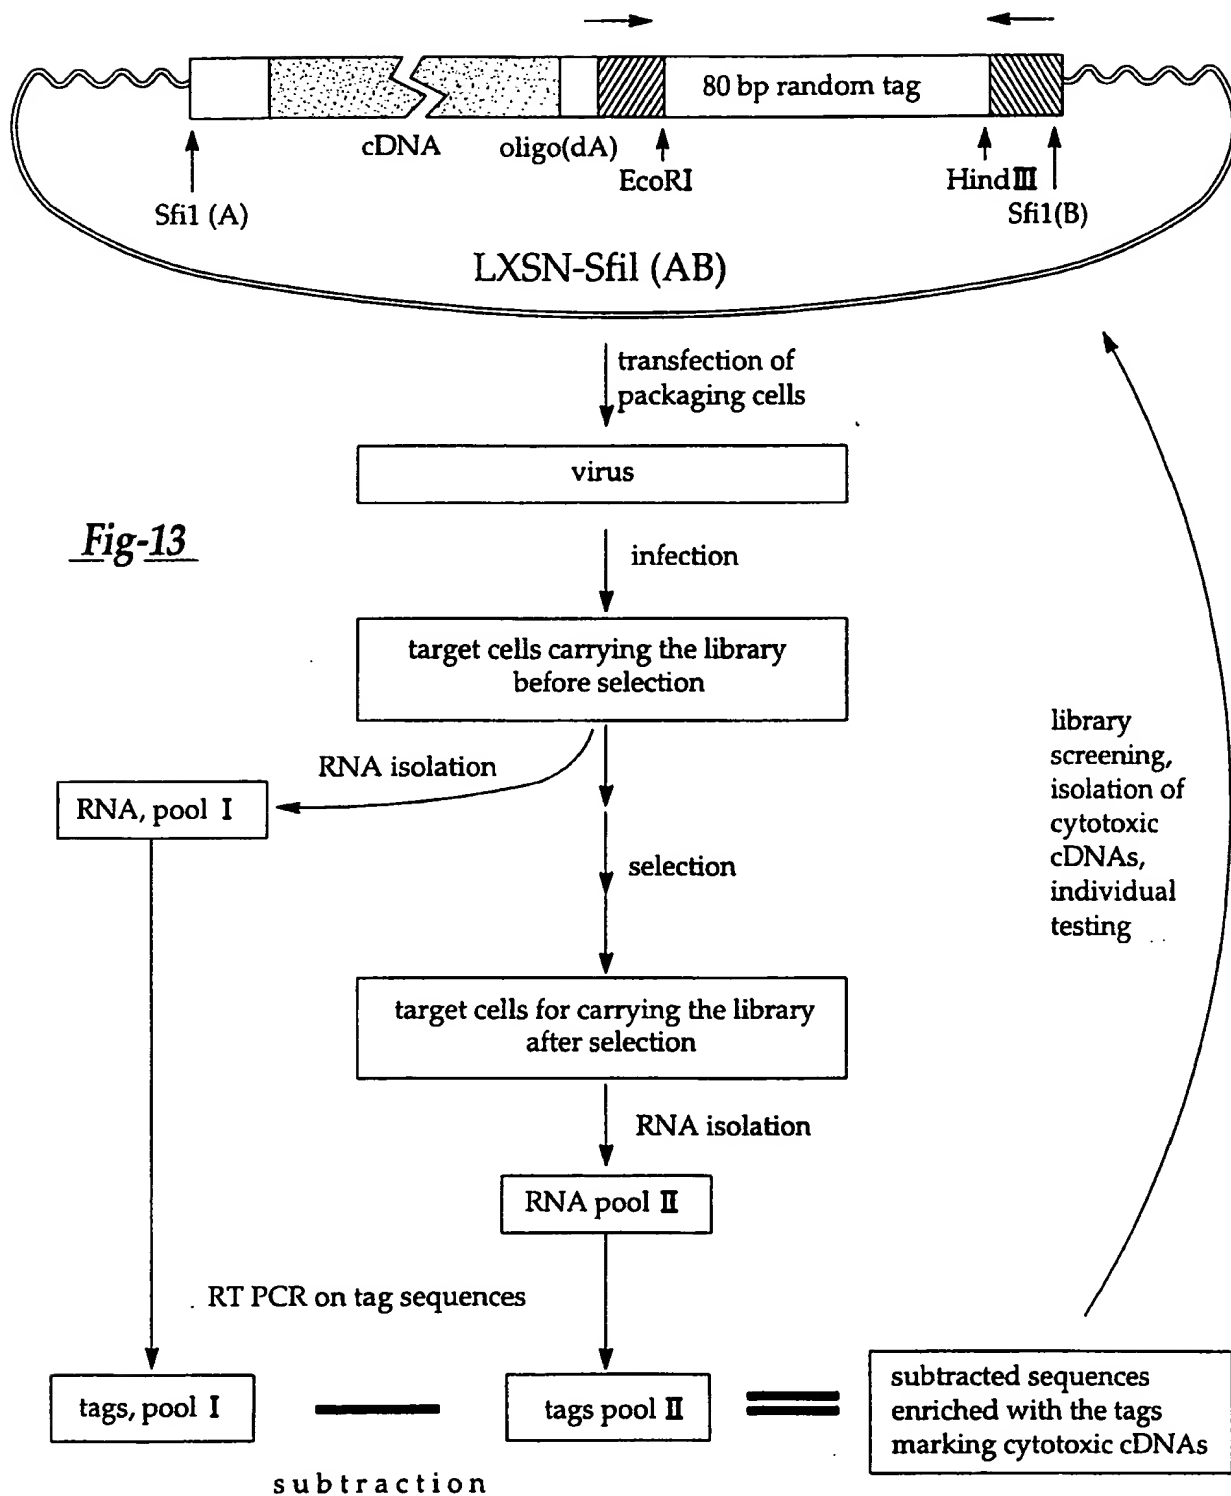 80 bp random tag
cDNA
oligo(dA)
EcoRI
Hind III
Sfi1 (A)
Sfi1(B)
LXSN-SfiI (AB)
transfection of
packaging cells
virus
Fig-13
infection
target cells carrying the library
before selection
RNA isolation
RNA, pool I
selection
library
screening,
isolation of
cytotoxic
cDNAs,
individual
testing
target cells for carrying the library
after selection
RNA isolation
RNA pool II
RT PCR on tag sequences
tags, pool I
tags pool II
subtracted sequences
enriched with the tags
marking cytotoxic cDNAs
subtraction